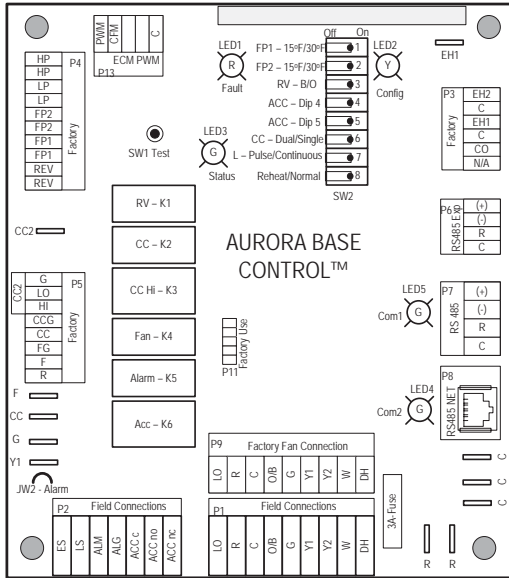 PWM
CFM
C
ECM PWM
P13
HP
HP
LP
LP
FP2
FP2
FP1
FP1
REV
REV
P4
Factory
SW1 Test
LED1
R
Fault
LED3
G
Status
Off On
FP1 – 15°F/30°F 1
FP2 – 15°F/30°F 2
RV – B/O 3
ACC – Dip 4 4
ACC – Dip 5 5
CC – Dual/Single 6
L – Pulse/Continuous 7
Reheat/Normal 8
SW2
LED2
Y
Config
EH1
P3
Factory
EH2
C
EH1
C
CO
N/A
RV – K1
CC – K2
CC Hi – K3
Fan – K4
Alarm – K5
Acc – K6
AURORA BASE
CONTROL™
P6
RS485 Exp
(+)
(-)
R
C
CC2
CC2
G
LO
HI
CCG
CC
FG
F
R
P5
Factory
P11
Factory Use
LED5
Com1
G
P7
RS 485
(+)
(-)
R
C
LED4
Com2
G
P8
RS485 NET
F
CC
G
Y1
JW2 - Alarm
P9 Factory Fan Connection
LO
R
C
O/B
G
Y1
Y2
W
DH
3A-Fuse
C
C
C
P2 Field Connections
ES
LS
ALM
ALG
ACC c
ACC no
ACC nc
P1 Field Connections
LO
R
C
O/B
G
Y1
Y2
W
DH
R
R